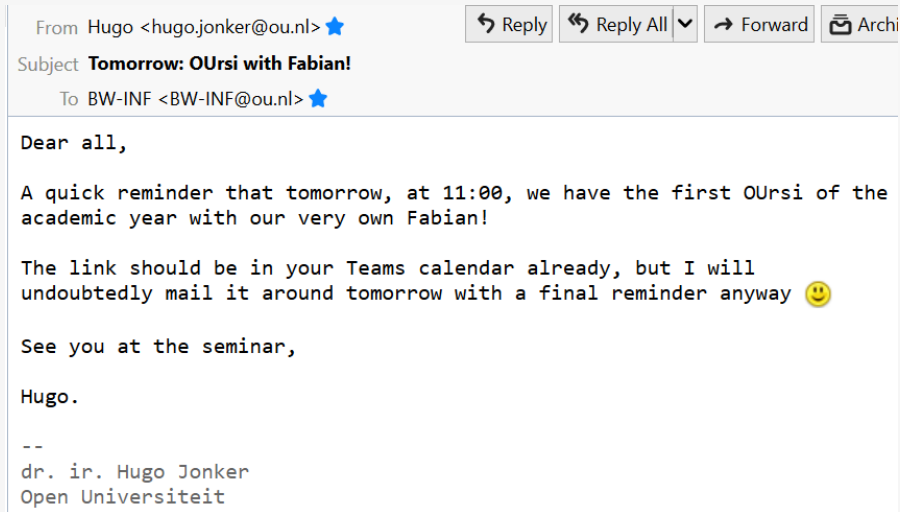 From Hugo <hugo.jonker@ou.nl>
Reply Reply All Forward Archi
Subject Tomorrow: OUrsi with Fabian!
To BW-INF <BW-INF@ou.nl>
Dear all,
A quick reminder that tomorrow, at 11:00, we have the first OUrsi of the
academic year with our very own Fabian!
The link should be in your Teams calendar already, but I will
undoubtedly mail it around tomorrow with a final reminder anyway
See you at the seminar,
Hugo.
--
dr. ir. Hugo Jonker
Open Universiteit